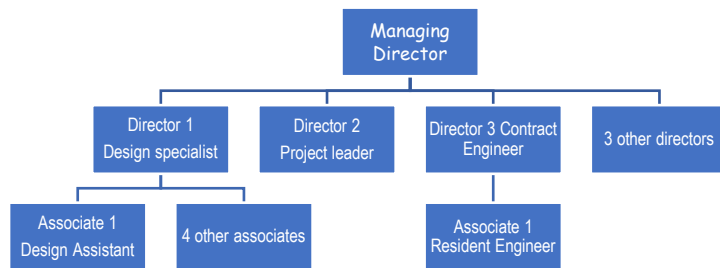 Managing
Director
Director 1
Design specialist
Director 2
Project leader
Director 3 Contract
Engineer
3 other directors
Associate 1
Design Assistant
4 other associates
Associate 1
Resident Engineer